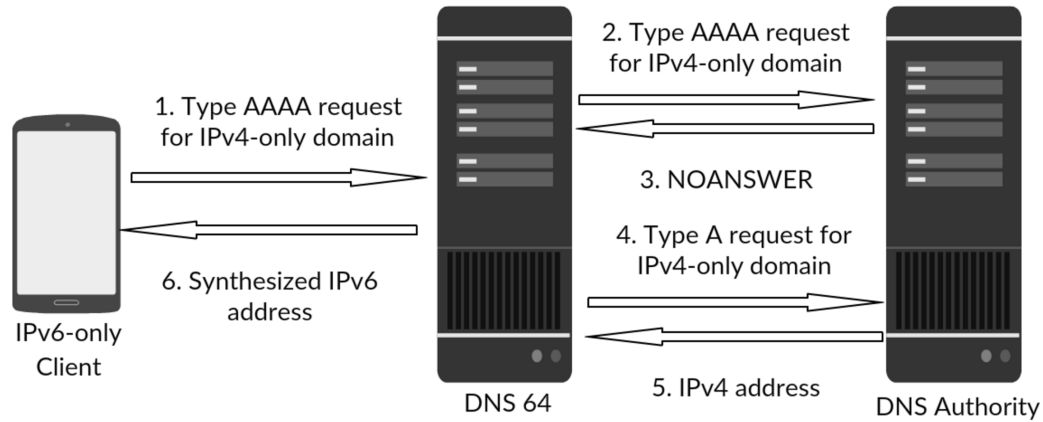 1. Type AAAA request
for IPv4-only domain
2. Type AAAA request
for IPv4-only domain
3. NOANSWER
4. Type A request for
IPv4-only domain
5. IPv4 address
6. Synthesized IPv6
address
IPv6-only
Client
DNS 64
DNS Authority